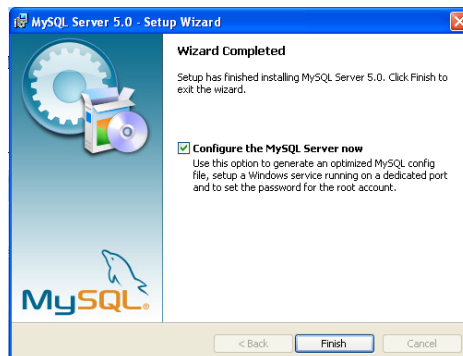 MySQL Server 5.0 - Setup Wizard
Wizard Completed
Setup has finished installing MySQL Server 5.0. Click Finish to
exit the wizard.
Configure the MySQL Server now
Use this option to generate an optimized MySQL config
file, setup a Windows service running on a dedicated port
and to set the password for the root account.
MySQL®
< Back
Finish
Cancel